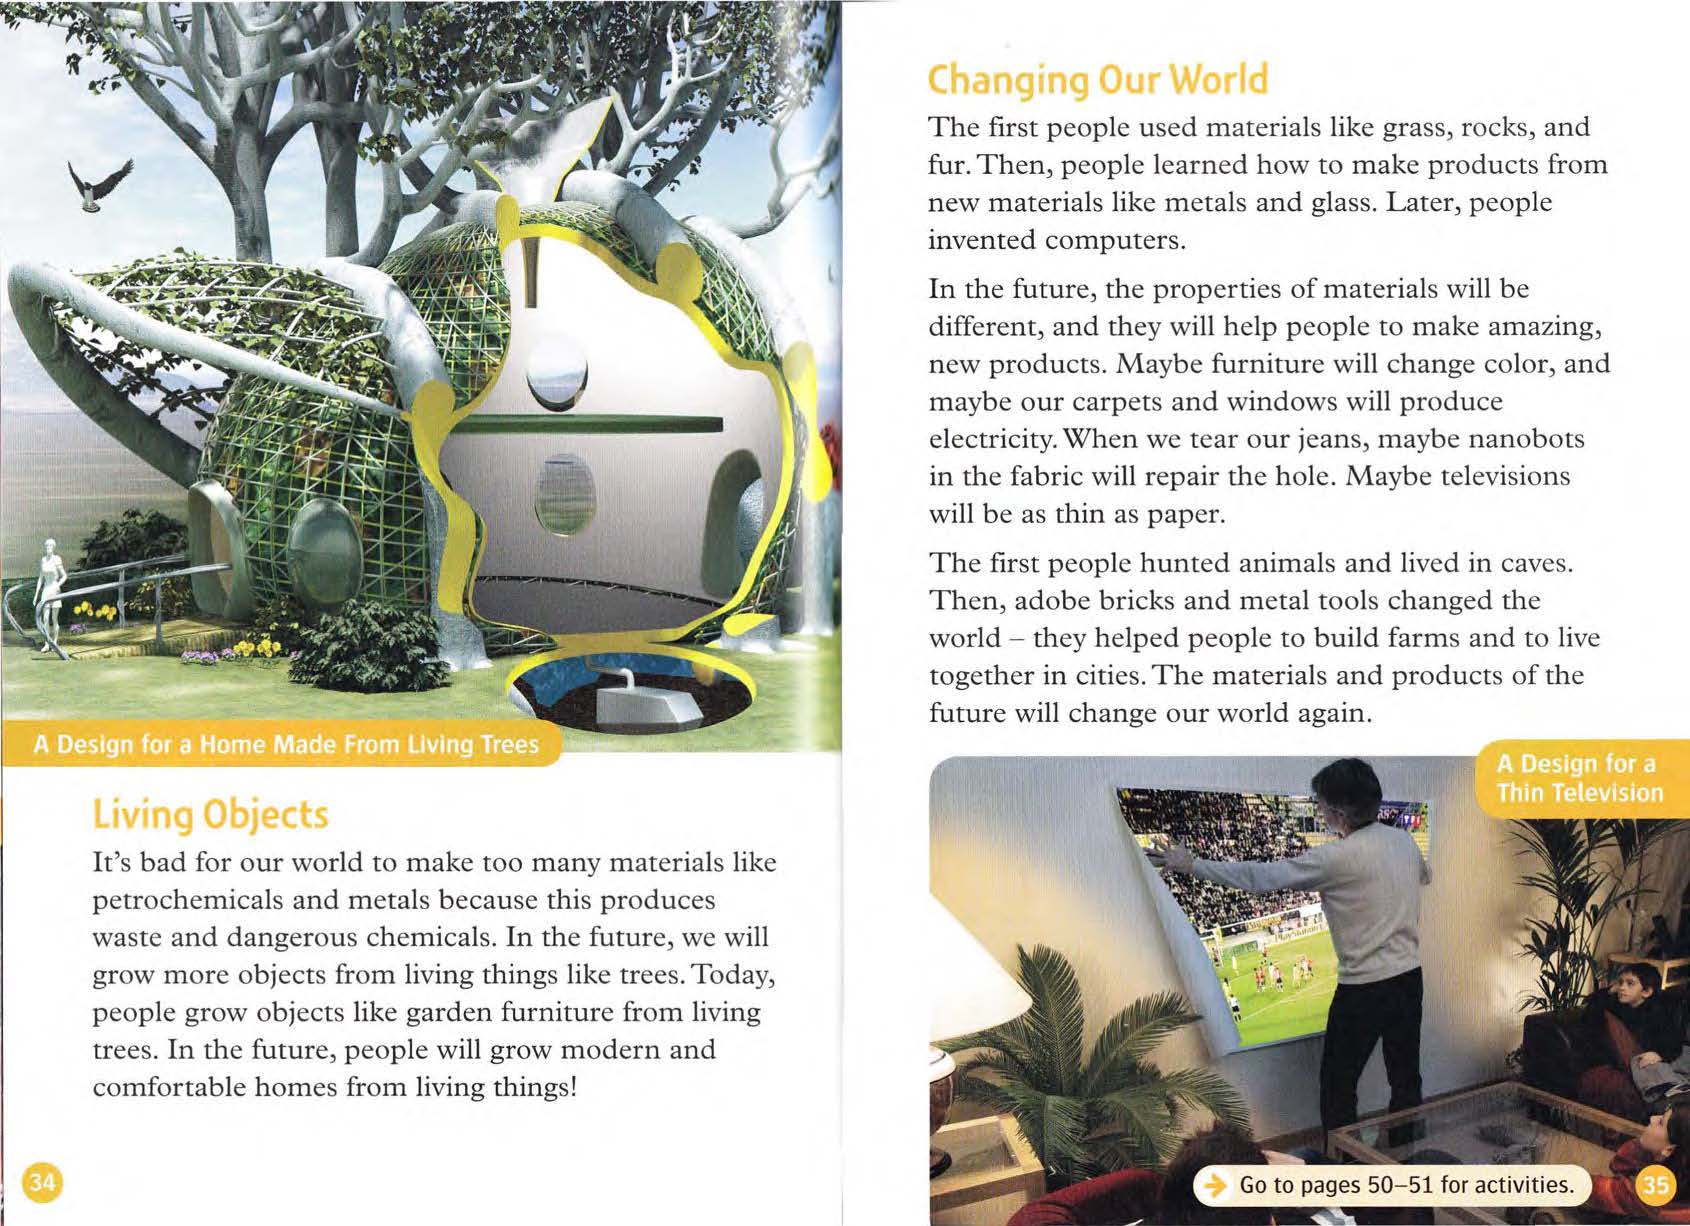 A Design for a Home Made From Living Trees
Living Objects
It's bad for our world to make too many materials like
petrochemicals and metals because this produces
waste and dangerous chemicals. In the future, we will
grow more objects from living things like trees. Today,
people grow objects like garden furniture from living
trees. In the future, people will grow modern and
comfortable homes from living things!
34
Changing Our World
The first people used materials like grass, rocks, and
fur. Then, people learned how to make products from
new materials like metals and glass. Later, people
invented computers.
In the future, the properties of materials will be
different, and they will help people to make amazing,
new products. Maybe furniture will change color, and
maybe our carpets and windows will produce
electricity. When we tear our jeans, maybe nanobots
in the fabric will repair the hole. Maybe televisions
will be as thin as paper.
The first people hunted animals and lived in caves.
Then, adobe bricks and metal tools changed the
world – they helped people to build farms and to live
together in cities. The materials and products of the
future will change our world again.
A Design for a
Thin Television
PlayStation
Go to pages 50–51 for activities.
35